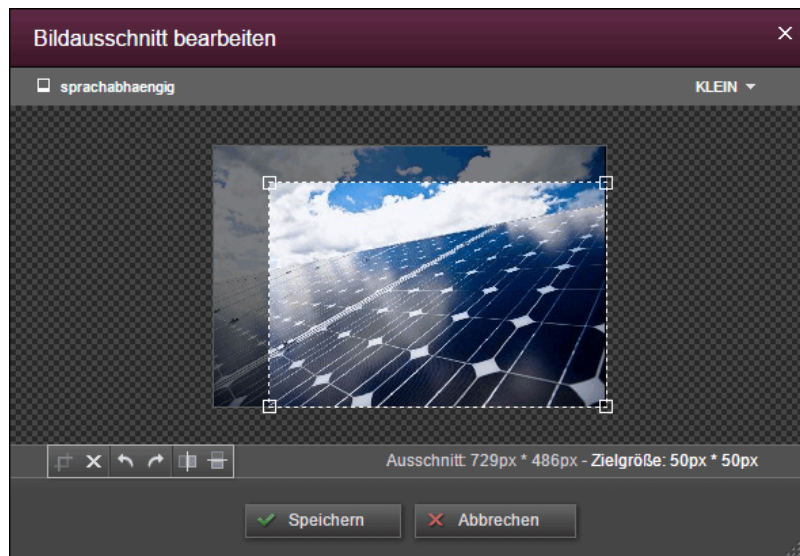 Bildausschnitt bearbeiten
sprachabhaengig
KLEIN
Ausschnitt: 729px * 486px - Zielgröße: 50px * 50px
Speichern
Abbrechen